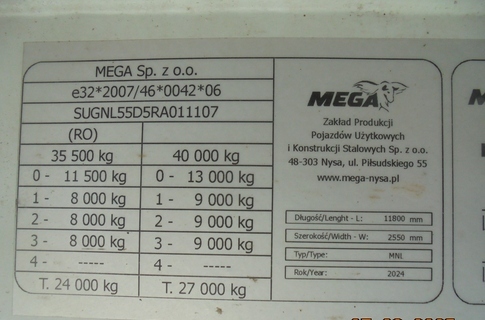 MEGA Sp. z o.o.
e32*2007/46*0042*06
SUGNL55D5RA011107
(RO)
35 500 kg 40 000 kg
0 - 11 500 kg 0 - 13 000 kg
1 - 8 000 kg 1 - 9 000 kg
2 - 8 000 kg 2 - 9 000 kg
3 - 8 000 kg 3 - 9 000 kg
4 - ----- 4 - -----
T. 24 000 kg T. 27 000 kg
MEGA
Zakład Produkcji
Pojazdów Użytkowych
i Konstrukcji Stalowych Sp. z o.o.
48-303 Nysa, ul. Piłsudskiego 55
www.mega-nysa.pl
Długość/Lenght - L: 11800 mm
Szerokość/Width - W: 2550 mm
Typ/Type: MNL
Rok/Year: 2024